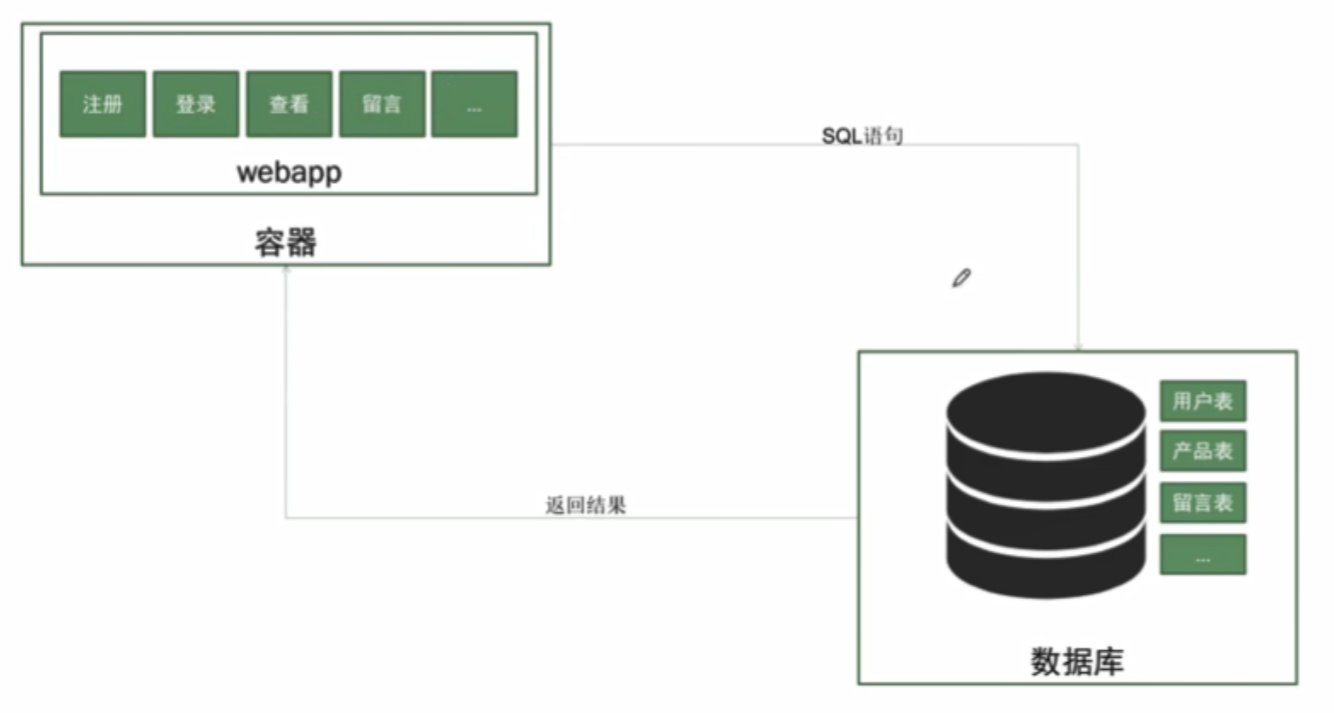 注册
登录
查看
留言
...
webapp
容器
SQL语句
返回结果
用户表
产品表
留言表
...
数据库